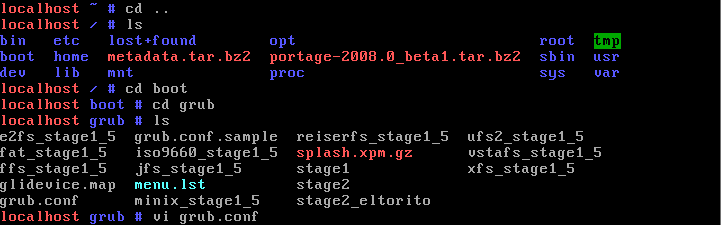 localhost ~ # cd ..
localhost / # ls
bin etc lost+found opt root tmp
boot home metadata.tar.bz2 portage-2008.0_beta1.tar.bz2 sbin usr
dev lib mnt proc sys var
localhost / # cd boot
localhost boot # cd grub
localhost grub # ls
e2fs_stage1_5 grub.conf.sample reiserfs_stage1_5 ufs2_stage1_5
fat_stage1_5 iso9660_stage1_5 splash.xpm.gz vstafs_stage1_5
ffs_stage1_5 jfs_stage1_5 stage1 xfs_stage1_5
glidevice.map menu.lst stage2
grub.conf minix_stage1_5 stage2_eltorito
localhost grub # vi grub.conf